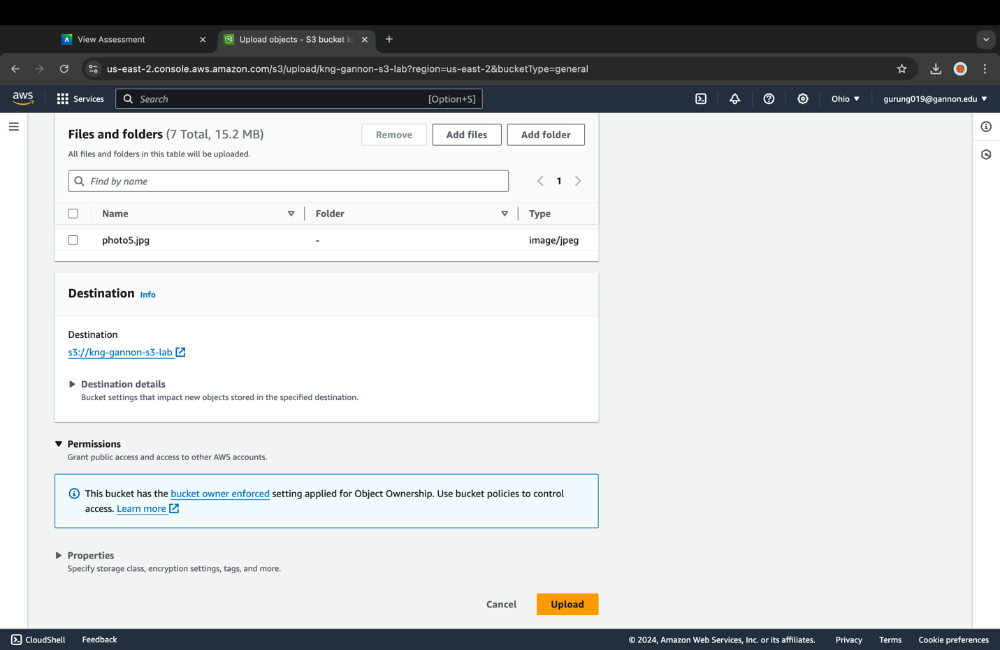 View Assessment
Upload objects - S3 bucket k
us-east-2.console.aws.amazon.com/s3/upload/kng-gannon-s3-lab?region=us-east-2&bucketType=general
aws
Services
Search
[Option+S]
Ohio
gurung019@gannon.edu
Files and folders (7 Total, 15.2 MB)
Remove
Add files
Add folder
All files and folders in this table will be uploaded.
Find by name
1
Name
Folder
Type
photo5.jpg
-
image/jpeg
Destination Info
Destination
s3://kng-gannon-s3-lab
Destination details
Bucket settings that impact new objects stored in the specified destination.
Permissions
Grant public access and access to other AWS accounts.
This bucket has the bucket owner enforced setting applied for Object Ownership. Use bucket policies to control
access. Learn more
Properties
Specify storage class, encryption settings, tags, and more.
Cancel
Upload
CloudShell
Feedback
© 2024, Amazon Web Services, Inc. or its affiliates.
Privacy
Terms
Cookie preferences